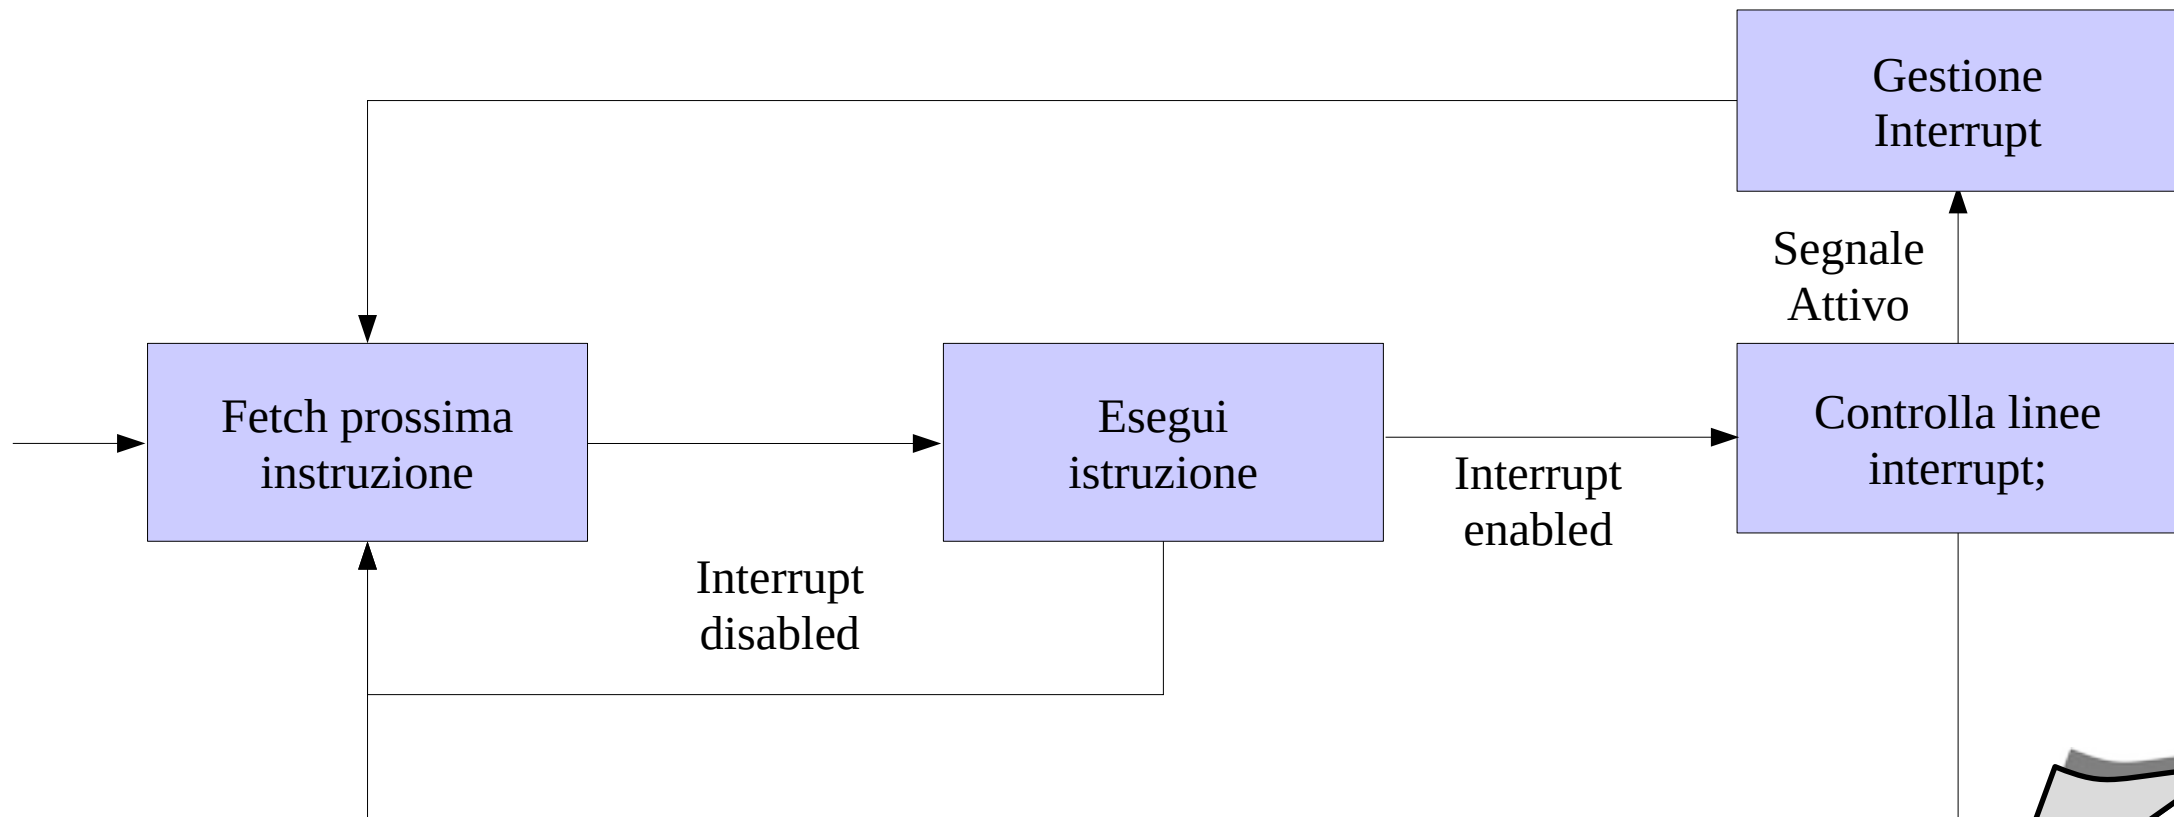 Gestione
Interrupt
Segnale
Attivo
Fetch prossima
instruzione
Esegui
istruzione
Interrupt
enabled
Controlla linee
interrupt;
Interrupt
disabled